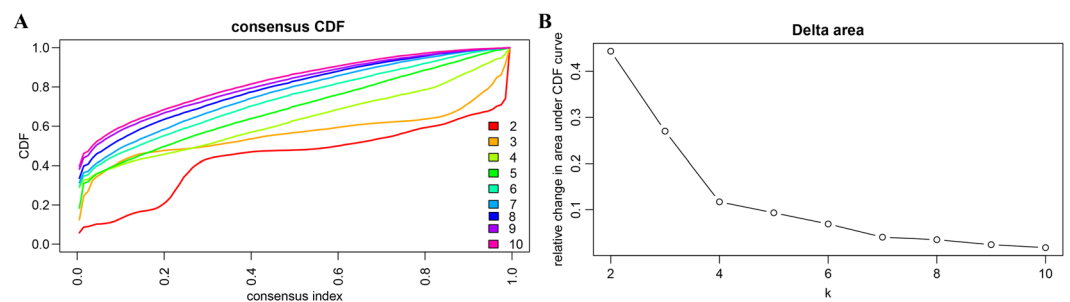 A
consensus CDF
CDF
1.0
0.8
0.6
0.4
0.2
0.0
2
3
4
5
6
7
8
9
10
0.0 0.2 0.4 0.6 0.8 1.0
consensus index
B
Delta area
relative change in area under CDF curve
0.4
0.3
0.2
0.1
2 4 6 8 10
k